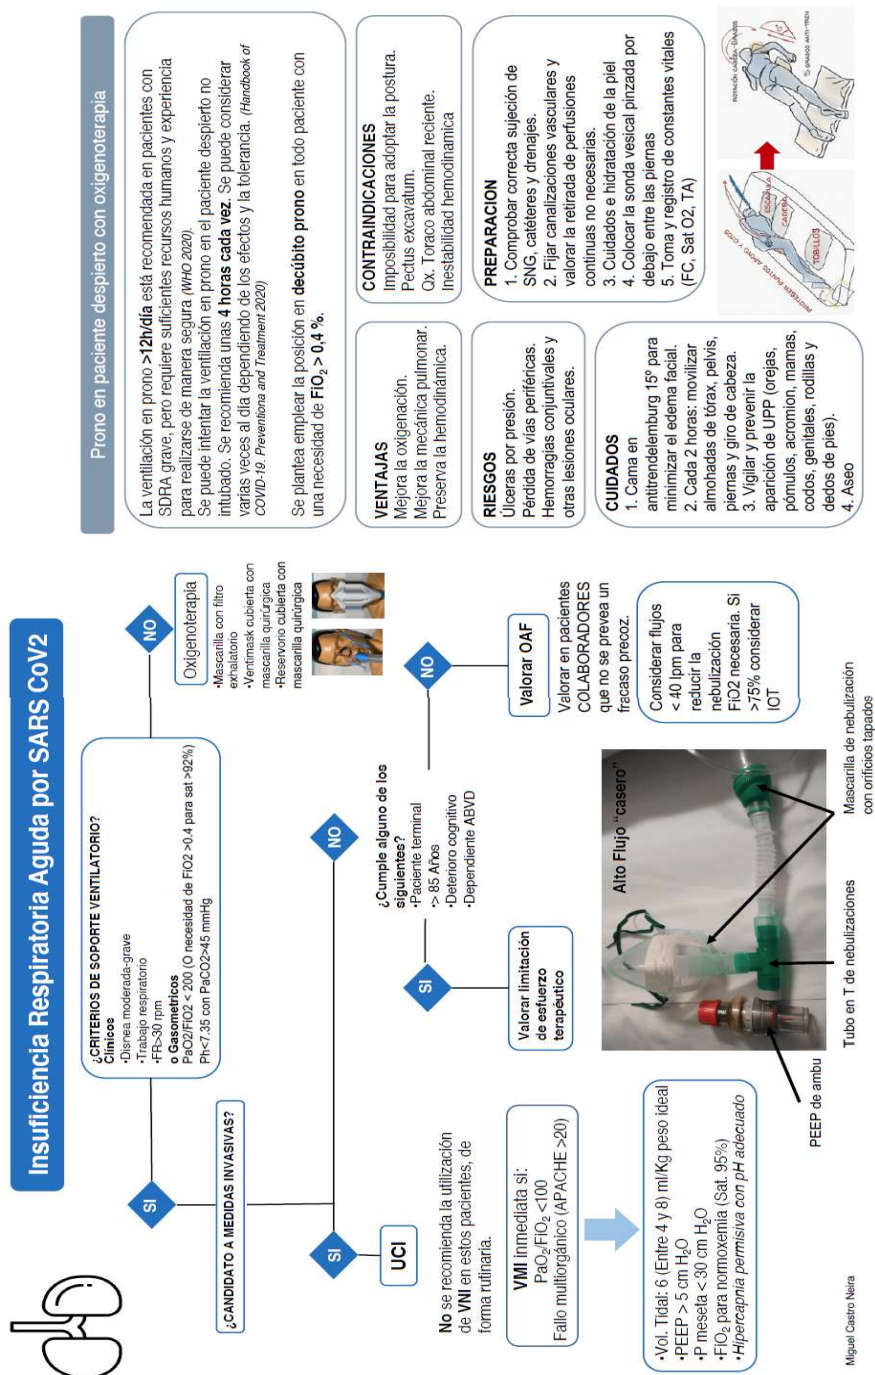 Insuficiencia Respiratoria Aguda por SARS CoV2
¿CRITERIOS DE SOPORTE VENTILATORIO?
Clínicos
•Disnea moderada-grave
•Trabajo respiratorio
•FR>30 rpm
o Gasometricos
PaO2/FiO2 < 200 (O necesidad de FiO2 >0.4 para sat >92%)
Ph<7.35 con PaCO2>45 mmHg
SI
NO
Oxigenoterapia
•Mascarilla con filtro
exhalatorio
•Ventimask cubierta con
mascarilla quirúrgica
•Reservono cubierta con
mascarilla quirúrgica
¿CANDIDATO A MEDIDAS INVASIVAS?
SI
NO
UCI
No se recomienda la utilización
de VNI en estos pacientes, de
forma rutinaria.
VMI inmediata si:
PaO2/FiO2 <100
Fallo multiorgánico (APACHE >20)
•Vol. Tidal: 6 (Entre 4 y 8) ml/Kg peso ideal
•PEEP > 5 cm H2O
•P meseta < 30 cm H2O
•FiO2 para normoxemia (Sat. 95%)
•Hipercapnia permisiva con pH adecuado
¿Cumple alguno de los
siguientes?
•Paciente terminal
•> 85 Años
•Deterioro cognitivo
•Dependiente ABVD
SI
NO
Valorar limitación
de esfuerzo
terapéutico
Valorar OAF
Valorar en pacientes
COLABORADORES
que no se prevea un
fracaso precoz.
Considerar flujos
< 40 lpm para
reducir la
nebulización
FiO2 necesaria. Si
>75% considerar
IOT
Alto Flujo “casero”
PEEP de ambu
Tubo en T de nebulizaciones
Mascarilla de nebulización
con orificios tapados
Miguel Castro Neira
Prono en paciente despierto con oxigenoterapia
La ventilación en prono >12h/día está recomendada en pacientes con
SDRA grave, pero requiere suficientes recursos humanos y experiencia
para realizarse de manera segura (WHO 2020).
Se puede intentar la ventilación en prono en el paciente despierto no
intubado. Se recomienda unas 4 horas cada vez. Se puede considerar
varias veces al día dependiendo de los efectos y la tolerancia. (Handbook of
COVID-19. Preventiona and Treatment 2020)
Se plantea emplear la posición en decúbito prono en todo paciente con
una necesidad de FiO2 > 0,4 %.
VENTAJAS
Mejora la oxigenación.
Mejora la mecánica pulmonar.
Preserva la hemodinámica.
CONTRAINDICACIONES
Imposibilidad para adoptar la postura.
Pectus excavatum.
Qx. Toraco abdominal reciente.
Inestabilidad hemodinamica
RIESGOS
Úlceras por presión.
Pérdida de vías periféricas.
Hemorragias conjuntivales y
otras lesiones oculares.
PREPARACION
1. Comprobar correcta sujeción de
SNG, catéteres y drenajes.
2. Fijar canalizaciones vasculares y
valorar la retirada de perfusiones
continuas no necesarias.
3. Cuidados e hidratación de la piel
4. Colocar la sonda vesical pinzada por
debajo entre las piernas
5. Toma y registro de constantes vitales
(FC, Sat O2, TA)
CUIDADOS
1. Cama en
antitrendelemburg 15º para
minimizar el edema facial.
2. Cada 2 horas: movilizar
almohadas de tórax, pelvis,
piernas y giro de cabeza.
3. Vigilar y prevenir la
aparición de UPP (orejas,
pómulos, acromion, mamas,
codos, genitales, rodillas y
dedos de pies).
4. Aseo
PROTEGER PUNTOS APOYO Y OJOS
ESCAPULA
CADERA
TOBILLOS
ROTACIÓN CABEZA-BRAZOS
15 GRADOS ANTI-TREN